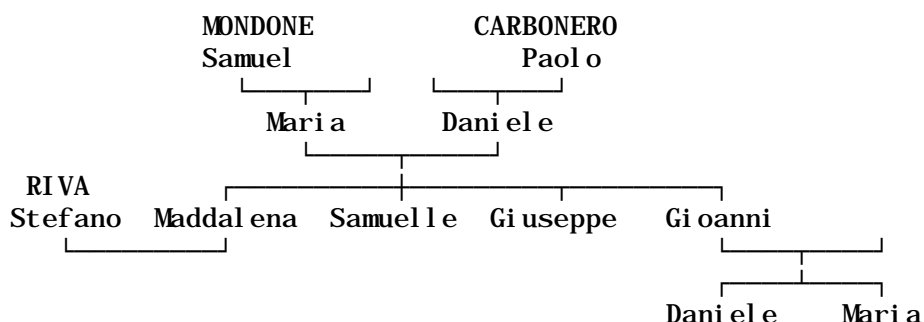 MONDONE CARBONERO
Samuel Paolo
Maria Daniele
RIVA
Stefano Maddalena Samuelle Giuseppe Gioanni
Daniele Maria